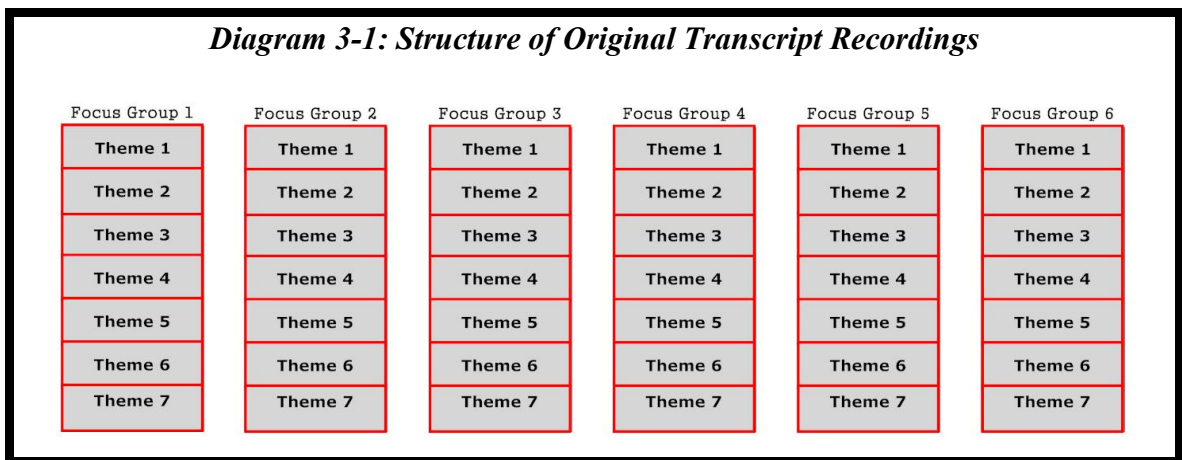 Diagram 3-1: Structure of Original Transcript Recordings
Focus Group 1 Focus Group 2 Focus Group 3 Focus Group 4 Focus Group 5 Focus Group 6
Theme 1 Theme 1 Theme 1 Theme 1 Theme 1 Theme 1
Theme 2 Theme 2 Theme 2 Theme 2 Theme 2 Theme 2
Theme 3 Theme 3 Theme 3 Theme 3 Theme 3 Theme 3
Theme 4 Theme 4 Theme 4 Theme 4 Theme 4 Theme 4
Theme 5 Theme 5 Theme 5 Theme 5 Theme 5 Theme 5
Theme 6 Theme 6 Theme 6 Theme 6 Theme 6 Theme 6
Theme 7 Theme 7 Theme 7 Theme 7 Theme 7 Theme 7